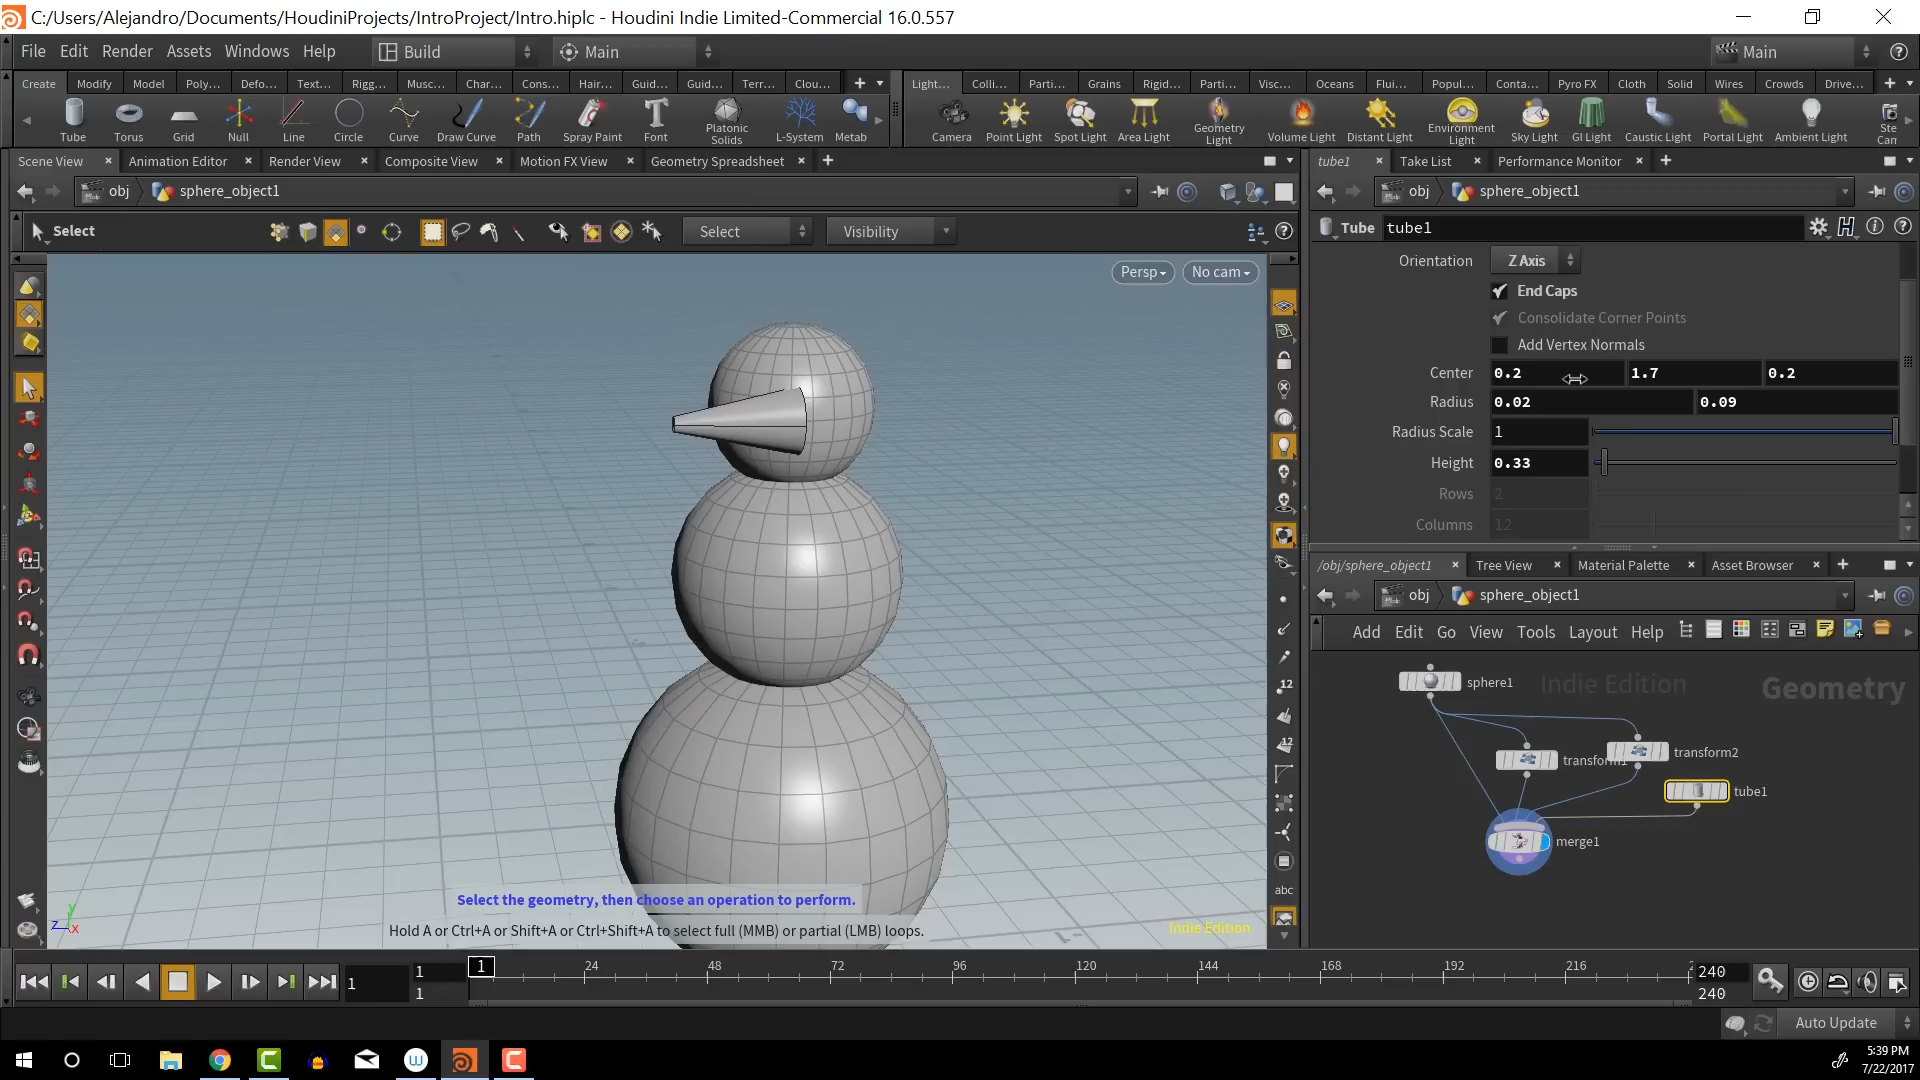 C:/Users/Alejandro/Documents/HoudiniProjects/IntroProject/Intro.hiplc - Houdini Indie Limited-Commercial 16.0.557
File Edit Render Assets Windows Help Build Main Main
Create Modify Model Poly... Defo... Text... Rigg... Musc... Char... Cons... Hair... Guid... Guid... Terr... Clou... Light... Colli... Parti... Grains Rigid... Parti... Visc... Oceans Flui... Popul... Conta... Pyro FX Cloth Solid Wires Crowds Drive...
Tube Torus Grid Null Line Circle Curve Draw Curve Path Spray Paint Font Platonic Solids L-System Metab Camera Point Light Spot Light Area Light Geometry Light Volume Light Distant Light Environment Light Sky Light GI Light Caustic Light Portal Light Ambient Light Ste Can
Scene View Animation Editor Render View Composite View Motion FX View Geometry Spreadsheet tube1 Take List Performance Monitor
obj sphere_object1 obj sphere_object1
Select Select Visibility
Tube tube1
Persp No cam
Orientation Z Axis
End Caps
Consolidate Corner Points
Add Vertex Normals
Center 0.2 1.7 0.2
Radius 0.02 0.09
Radius Scale 1
Height 0.33
Rows 2
Columns 12
/obj/sphere_object1 Tree View Material Palette Asset Browser
obj sphere_object1
Add Edit Go View Tools Layout Help
Indie Edition Geometry
sphere1
transform2
transform1
tube1
merge1
12
12
abc
y
z x
Select the geometry, then choose an operation to perform.
Hold A or Ctrl+A or Shift+A or Ctrl+Shift+A to select full (MMB) or partial (LMB) loops.
Indie Edition
1 1 1 1 24 48 72 96 120 144 168 192 216 2 240 240
Auto Update
5:39 PM
7/22/2017